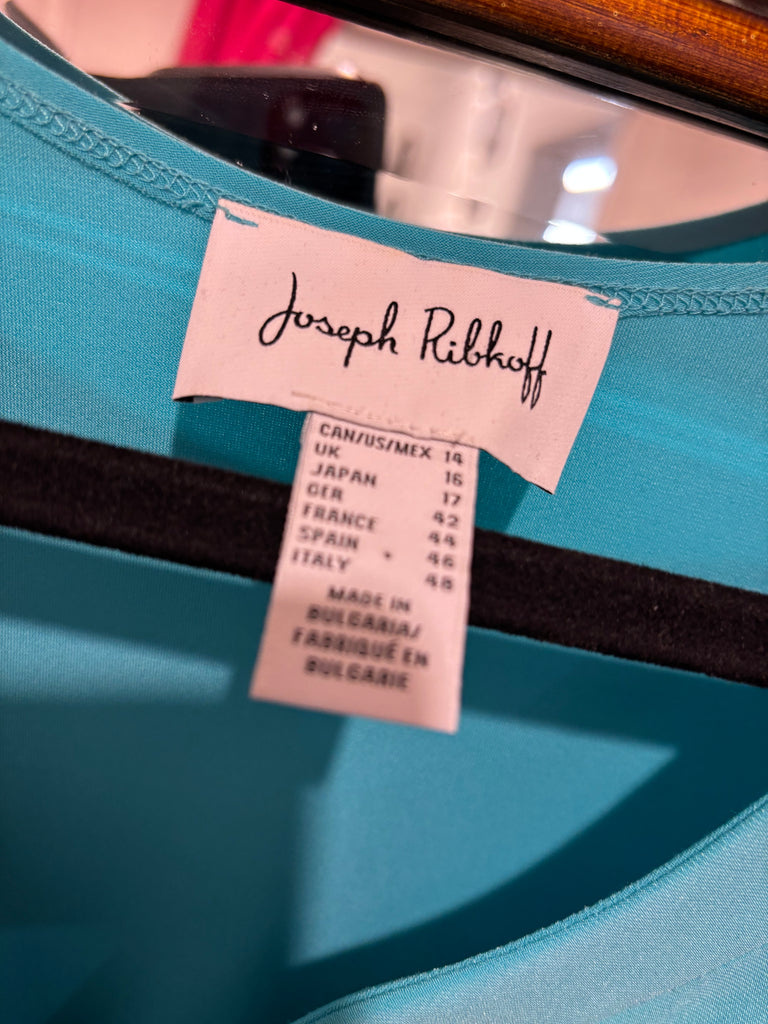 Joseph Ribkoff
CAN/US/MEX 14
UK 16
JAPAN 17
GER 42
FRANCE 44
SPAIN 46
ITALY 48
MADE IN
BULGARIA/
FABRIQUÉ EN
BULGARIE